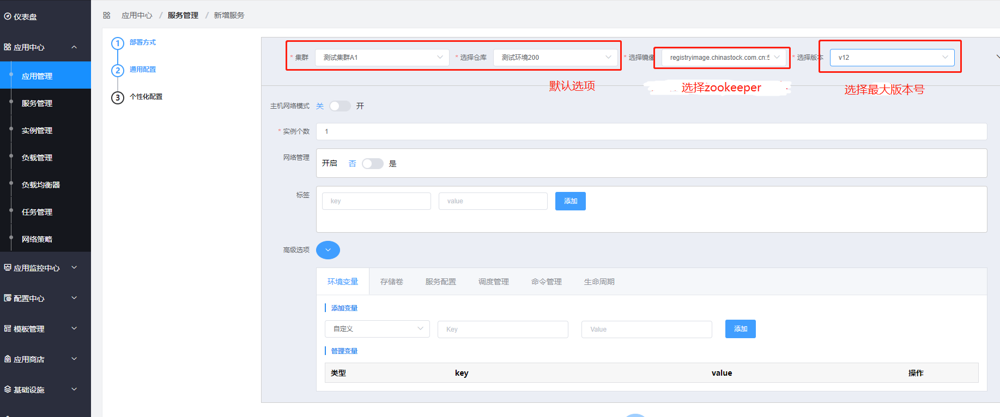 仪表盘
应用中心
应用管理
服务管理
实例管理
负载管理
负载均衡器
任务管理
网络策略
应用监控中心
配置中心
模板管理
应用商店
基础设施
应用中心 / 服务管理 / 新增服务
1 部署方式
2 通用配置
3 个性化配置
* 集群 测试集群A1 * 选择仓库 测试环境200 * 选择镜像 registryimage.chinastock.com.cn:5 * 选择版本 v12
默认选项 选择zookeeper 选择最大版本号
主机网络模式 关 开
* 实例个数 1
网络管理 开启 否 是
标签 key value 添加
高级选项
环境变量 存储卷 服务配置 调度管理 命令管理 生命周期
添加变量
自定义 Key Value 添加
管理变量
类型 key value 操作